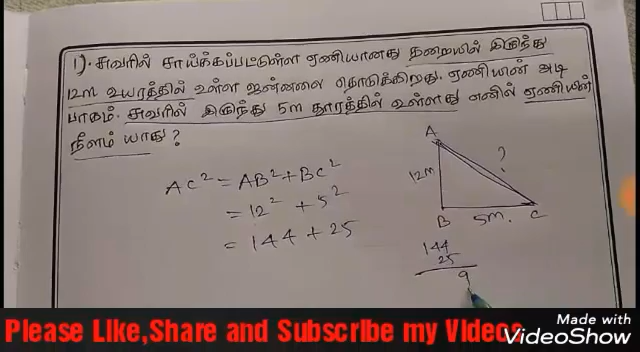 1). சுவரில் சாய்க்கப்பட்டுள்ள ஏணியானது தறையில் இருந்து
12m உயரத்தில் உள்ள ஜன்னலை தொடுகிறது. ஏணியின் அடி
பாகம். சுவரில் இருந்து 5m தூரத்தில் உள்ளது எனில் ஏணியின்
நீளம் யாது?
A
AC² = AB² + BC²
12m
?
= 12² + 5²
B 5m. C
= 144 + 25
144
25
9
Please Like,Share and Subscribe my Videos
Made with
VideoShow